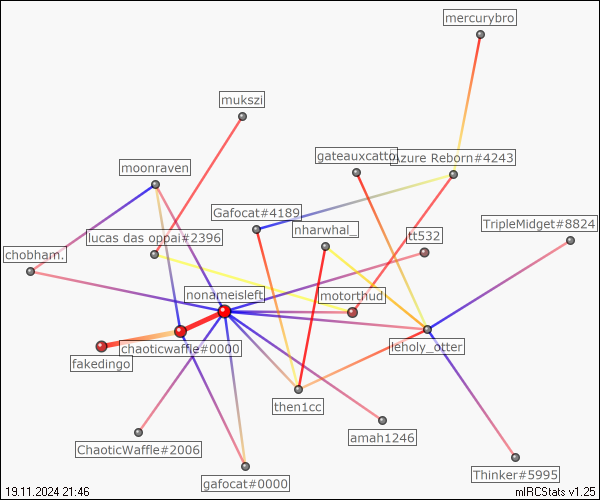 mercurybro
mukszi
gateauxcatto
Azure Reborn#4243
moonraven
Gafocat#4189
TripleMidget#8824
nharwhal_
lucas das oppai#2396
tt532
chobham.
nonameisleft
motorthud
chaoticwaffle#0000
leholy_otter
fakedingo
then1cc
amah1246
ChaoticWaffle#2006
Thinker#5995
gafocat#0000
19.11.2024 21:46
mIRCStats v1.25